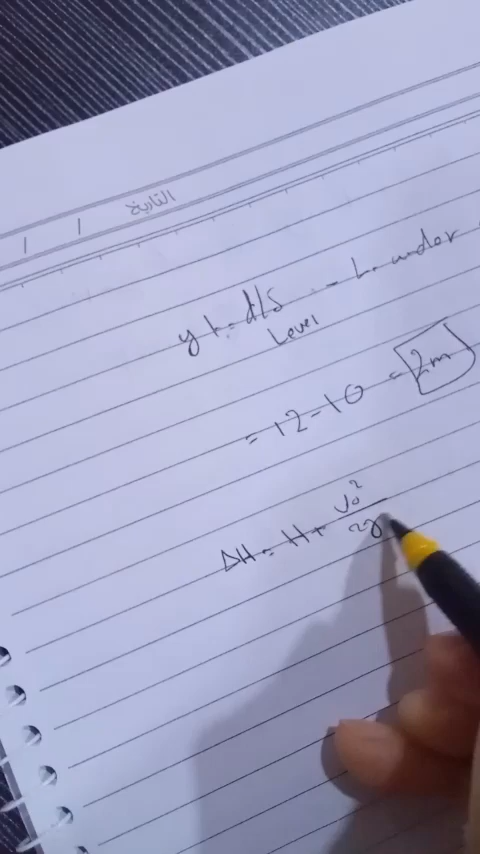 / / التاريخ
y t = d/s Level - L. under
= 12 - 10 = 2m
ΔH = H + Vo²/2g